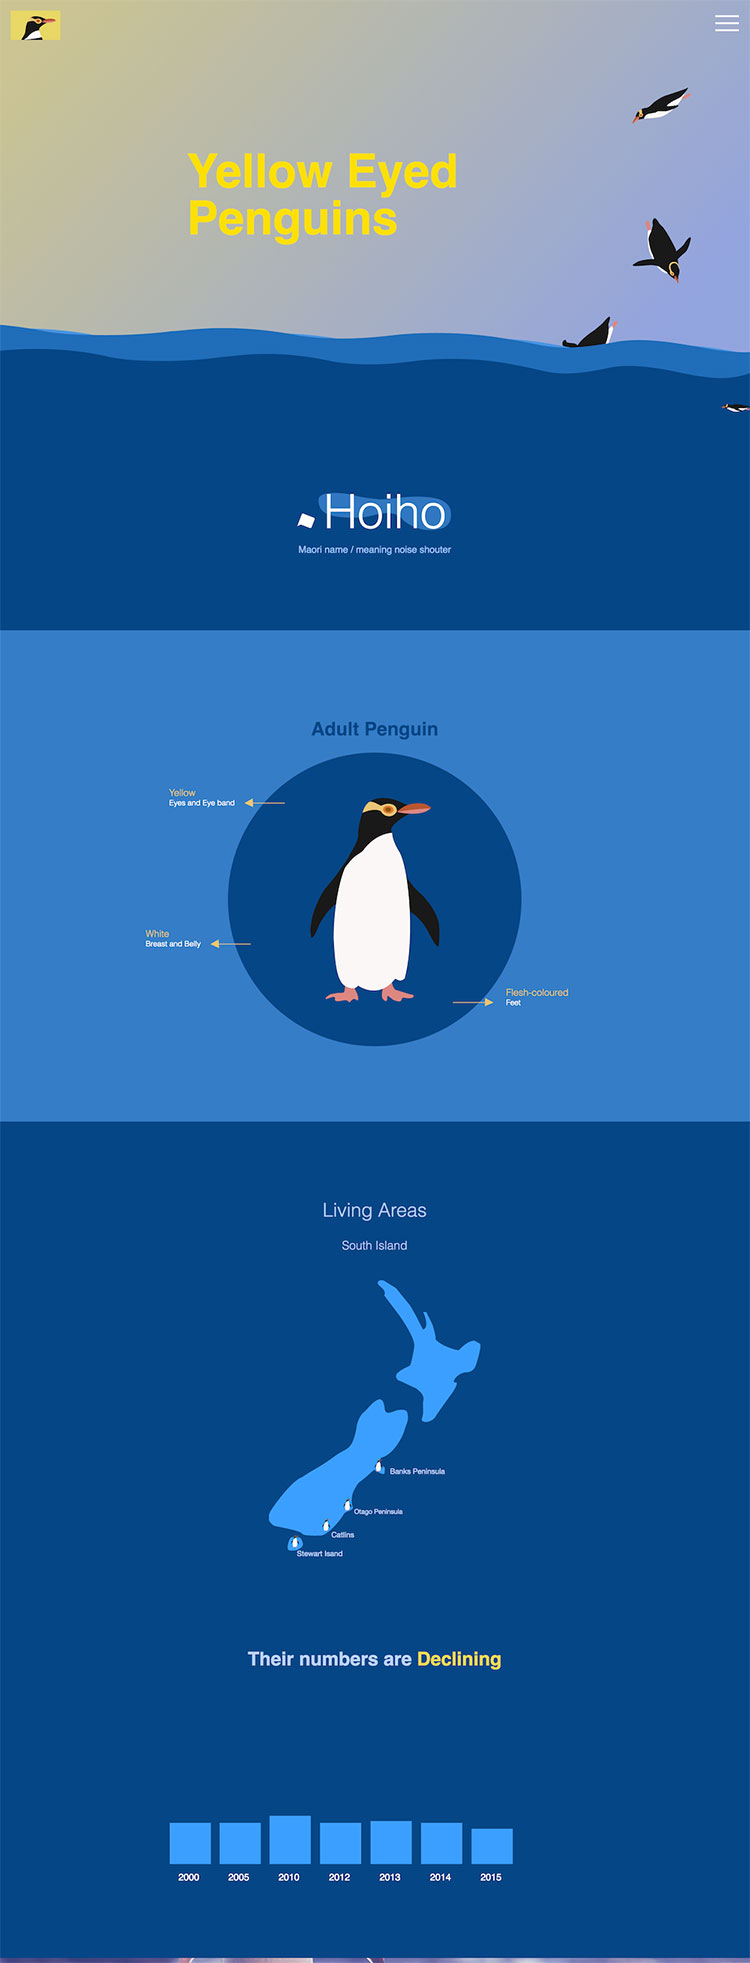 Yellow Eyed
Penguins
Hoiho
Maori name / meaning noise shouter
Adult Penguin
Yellow
Eyes and Eye band
White
Breast and Belly
Flesh-coloured
Feet
Living Areas
South Island
Banks Peninsula
Otago Peninsula
Catlins
Stewart Isand
Their numbers are Declining
2000 2005 2010 2012 2013 2014 2015